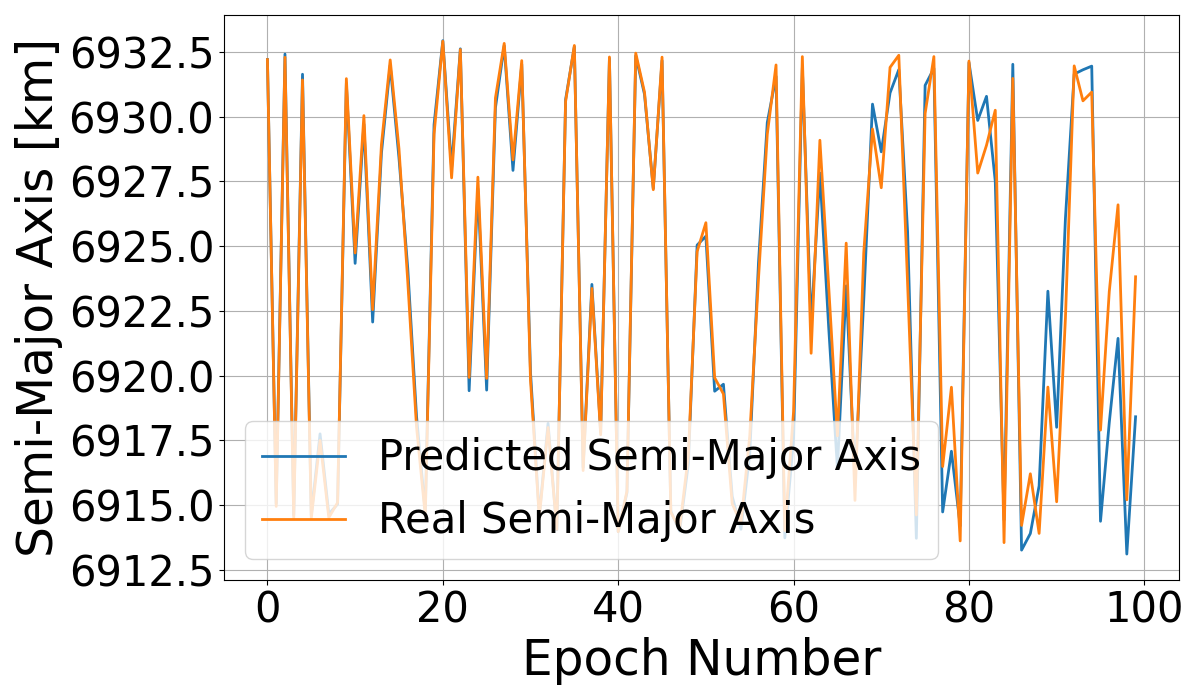 Semi-Major Axis [km]
6932.5
6930.0
6927.5
6925.0
6922.5
6920.0
6917.5
6915.0
6912.5
Predicted Semi-Major Axis
Real Semi-Major Axis
0 20 40 60 80 100
Epoch Number